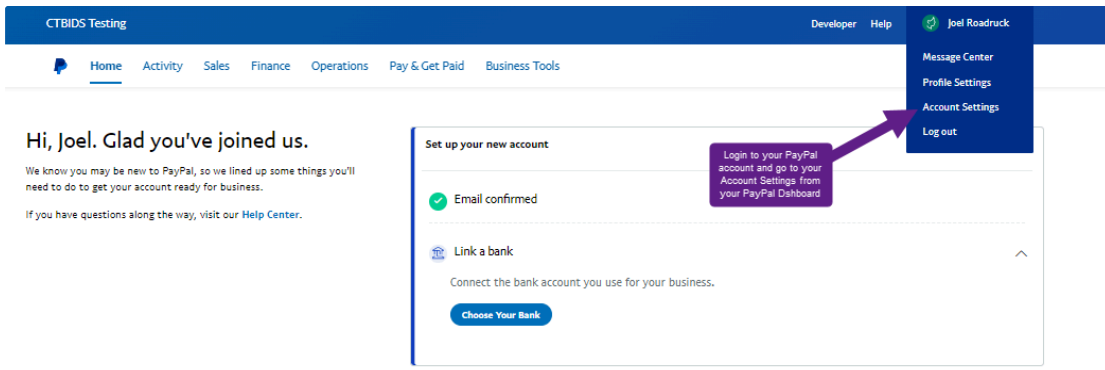 CTBIDS Testing
Developer Help Joel Roadruck
Message Center
Profile Settings
Account Settings
Log out
Home Activity Sales Finance Operations Pay & Get Paid Business Tools
Hi, Joel. Glad you've joined us.
We know you may be new to PayPal, so we lined up some things you'll
need to do to get your account ready for business.
If you have questions along the way, visit our Help Center.
Set up your new account
Login to your PayPal
account and go to your
Account Settings from
your PayPal Dshboard
Email confirmed
Link a bank
Connect the bank account you use for your business.
Choose Your Bank